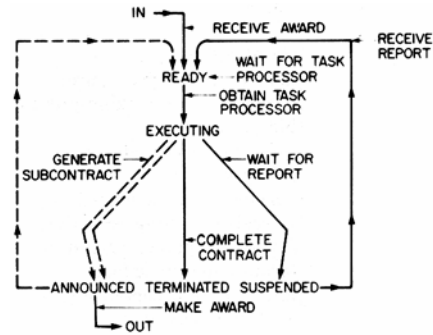 IN
RECEIVE AWARD
RECEIVE
REPORT
WAIT FOR TASK
PROCESSOR
READY
OBTAIN TASK
PROCESSOR
EXECUTING
GENERATE
SUBCONTRACT
WAIT FOR
REPORT
COMPLETE
CONTRACT
ANNOUNCED TERMINATED SUSPENDED
MAKE AWARD
OUT